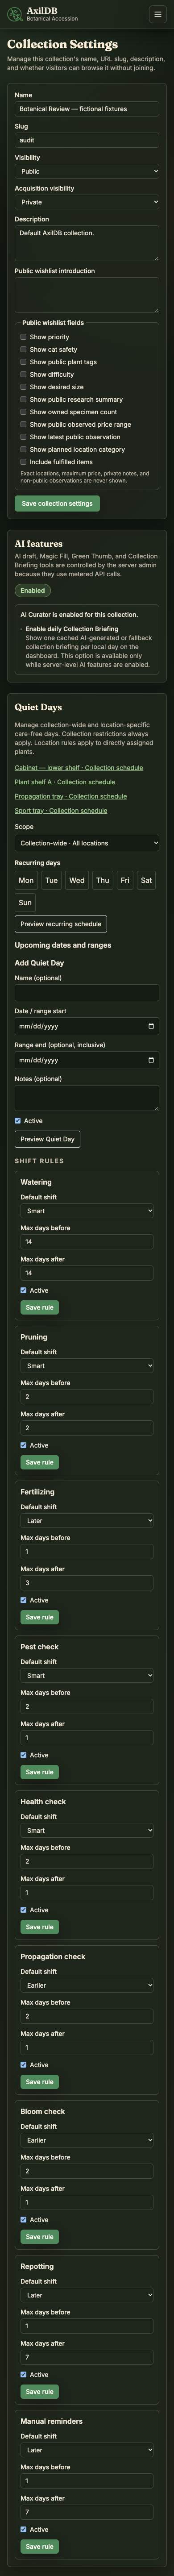 AxilDB
Botanical Accession
Collection Settings
Manage this collection's name, URL slug, description,
and whether visitors can browse it without joining.
Name
Botanical Review — fictional fixtures
Slug
audit
Visibility
Public
Acquisition visibility
Private
Description
Default AxilDB collection.
Public wishlist introduction
Public wishlist fields
Show priority
Show cat safety
Show public plant tags
Show difficulty
Show desired size
Show public research summary
Show owned specimen count
Show public observed price range
Show latest public observation
Show planned location category
Include fulfilled items
Exact locations, maximum price, private notes, and
non-public observations are never shown.
Save collection settings
AI features
AI draft, Magic Fill, Green Thumb, and Collection
Briefing tools are controlled by the server admin
because they use metered API calls.
Enabled
AI Curator is enabled for this collection.
Enable daily Collection Briefing
Show one cached AI-generated or fallback
collection briefing per local day on the
dashboard. This option is available only
while server-level AI features are enabled.
Quiet Days
Manage collection-wide and location-specific
care-free days. Collection restrictions always
apply. Location rules apply to directly assigned
plants.
Cabinet — lower shelf · Collection schedule
Plant shelf A · Collection schedule
Propagation tray · Collection schedule
Sport tray · Collection schedule
Scope
Collection-wide · All locations
Recurring days
Mon Tue Wed Thu Fri Sat
Sun
Preview recurring schedule
Upcoming dates and ranges
Add Quiet Day
Name (optional)
Date / range start
mm/dd/yyyy
Range end (optional, inclusive)
mm/dd/yyyy
Notes (optional)
Active
Preview Quiet Day
SHIFT RULES
Watering
Default shift
Smart
Max days before
14
Max days after
14
Active
Save rule
Pruning
Default shift
Smart
Max days before
2
Max days after
2
Active
Save rule
Fertilizing
Default shift
Later
Max days before
1
Max days after
3
Active
Save rule
Pest check
Default shift
Smart
Max days before
2
Max days after
1
Active
Save rule
Health check
Default shift
Smart
Max days before
2
Max days after
1
Active
Save rule
Propagation check
Default shift
Earlier
Max days before
2
Max days after
1
Active
Save rule
Bloom check
Default shift
Earlier
Max days before
2
Max days after
1
Active
Save rule
Repotting
Default shift
Later
Max days before
1
Max days after
7
Active
Save rule
Manual reminders
Default shift
Later
Max days before
1
Max days after
7
Active
Save rule